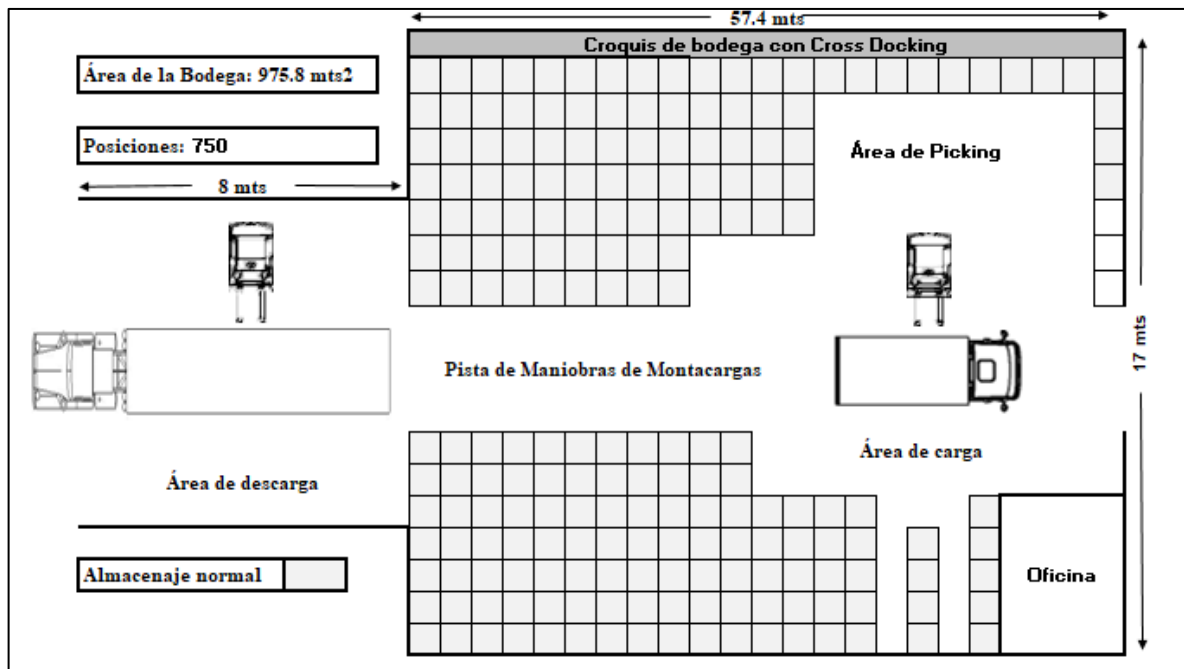 57.4 mts
Croquis de bodega con Cross Docking
Área de la Bodega: 975.8 mts2
Posiciones: 750
Área de Picking
8 mts
17 mts
Pista de Maniobras de Montacargas
Área de carga
Área de descarga
Almacenaje normal
Oficina